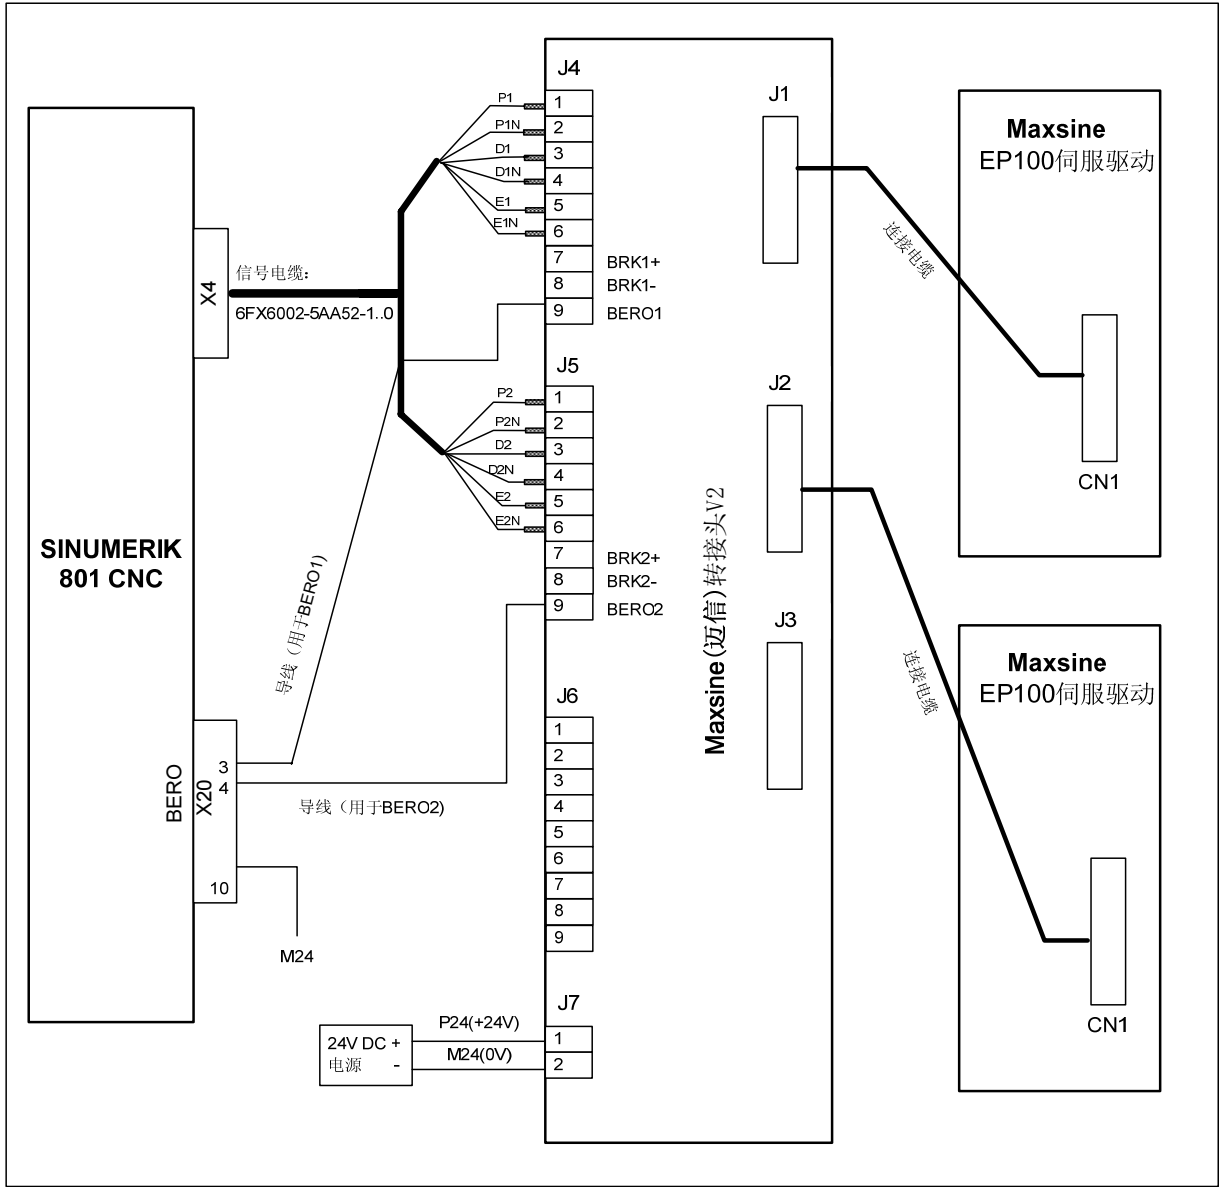 SINUMERIK
801 CNC
X4
信号电缆:
6FX6002-5AA52-1..0
J4
P1
P1N
D1
D1N
E1
E1N
1
2
3
4
5
6
7
8
9
BRK1+
BRK1-
BERO1
J5
P2
P2N
D2
D2N
E2
E2N
1
2
3
4
5
6
7
8
9
BRK2+
BRK2-
BERO2
导线（用于BERO1)
导线（用于BERO2)
BERO
X20
3
4
10
M24
J6
1
2
3
4
5
6
7
8
9
J7
1
2
P24(+24V)
M24(0V)
24V DC +
电源 -
Maxsine(迈信)转接头V2
J1
J2
J3
连接电缆
连接电缆
Maxsine
EP100伺服驱动
CN1
Maxsine
EP100伺服驱动
CN1